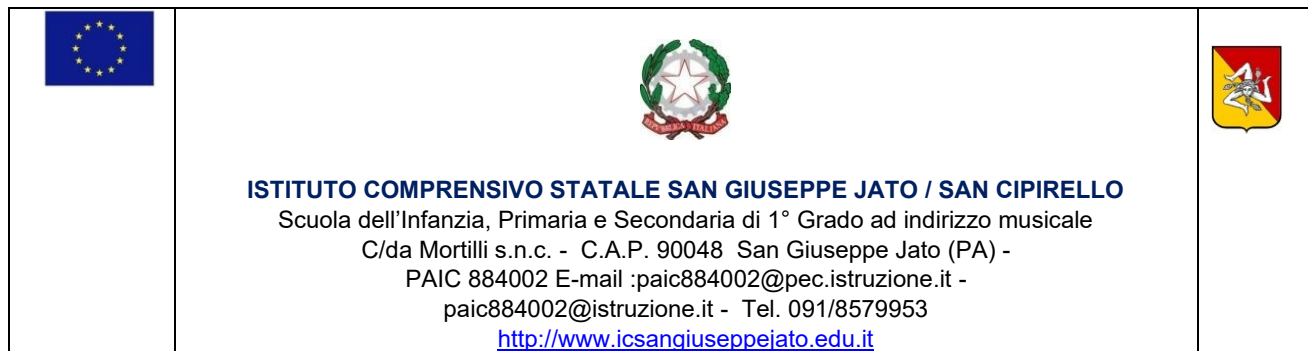 ISTITUTO COMPRENSIVO STATALE SAN GIUSEPPE JATO / SAN CIPIRELLO
Scuola dell’Infanzia, Primaria e Secondaria di 1° Grado ad indirizzo musicale
C/da Mortilli s.n.c. - C.A.P. 90048 San Giuseppe Jato (PA) -
PAIC 884002 E-mail :paic884002@pec.istruzione.it -
paic884002@istruzione.it - Tel. 091/8579953
http://www.icsangiuseppejato.edu.it